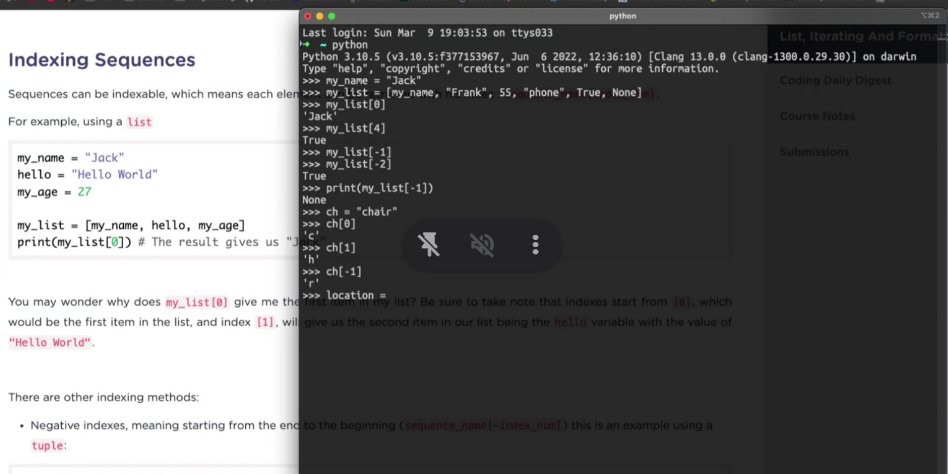 Indexing Sequences
Sequences can be indexable, which means each elem
For example, using a list
my_name = "Jack"
hello = "Hello World"
my_age = 27
my_list = [my_name, hello, my_age]
print(my_list[0]) # The result gives us "Jack"
You may wonder why does my_list[0] give me the first item in my list? Be sure to take note that indexes start from [0], which
would be the first item in the list, and index [1], will give us the second item in our list being the hello variable with the value of
"Hello World".
There are other indexing methods:
• Negative indexes, meaning starting from the end to the beginning (sequence_name[-index_num]) this is an example using a
tuple:
python
⌥⌘2
Last login: Sun Mar  9 19:03:53 on ttys033
➜ ~ python
Python 3.10.5 (v3.10.5:f377153967, Jun  6 2022, 12:36:10) [Clang 13.0.0 (clang-1300.0.29.30)] on darwin
Type "help", "copyright", "credits" or "license" for more information.
>>> my_name = "Jack"
>>> my_list = [my_name, "Frank", 55, "phone", True, None]
>>> my_list[0]
'Jack'
>>> my_list[4]
True
>>> my_list[-1]
>>> my_list[-2]
True
>>> print(my_list[-1])
None
>>> ch = "chair"
>>> ch[0]
'c'
>>> ch[1]
'h'
>>> ch[-1]
'r'
>>> location =
List, Iterating And Format
Coding Daily Digest
Course Notes
Submissions